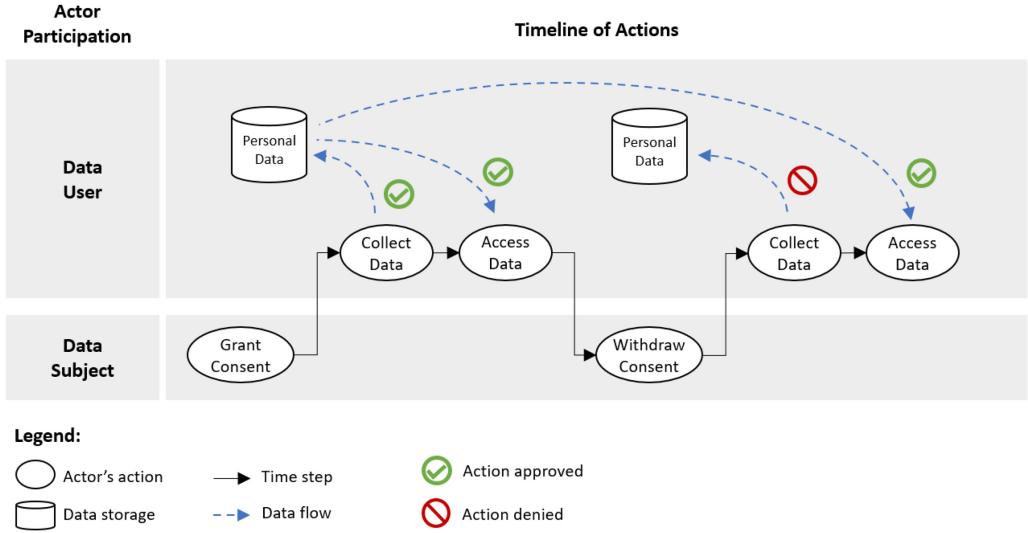 Actor
Participation
Timeline of Actions
Data
User
Personal
Data
Personal
Data
Collect
Data
Access
Data
Collect
Data
Access
Data
Data
Subject
Grant
Consent
Withdraw
Consent
Legend:
Actor's action
Time step
Action approved
Data storage
Data flow
Action denied